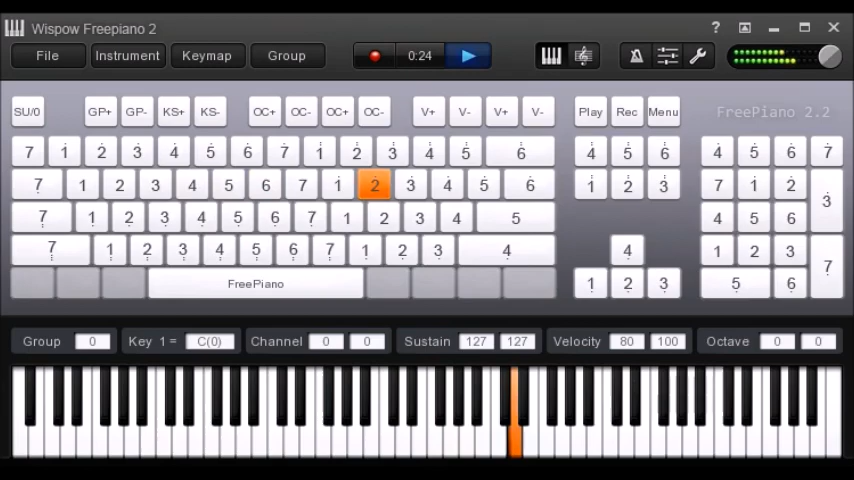 Wispow Freepiano 2 ?
File Instrument Keymap Group 0:24
SU/0 GP+ GP- KS+ KS- OC+ OC- OC+ OC- V+ V- V+ V- Play Rec Menu FreePiano 2.2
7 1 2 3 4 5 6 7 1 2 3 4 5 6 4 5 6 4 5 6 7
7 1 2 3 4 5 6 7 1 2 3 4 5 6 1 2 3 7 1 2 3
7 1 2 3 4 5 6 7 1 2 3 4 5 4 5 6
7 1 2 3 4 5 6 7 1 2 3 4 4 1 2 3 7
FreePiano 1 2 3 5 6
Group 0 Key 1 = C(0) Channel 0 0 Sustain 127 127 Velocity 80 100 Octave 0 0